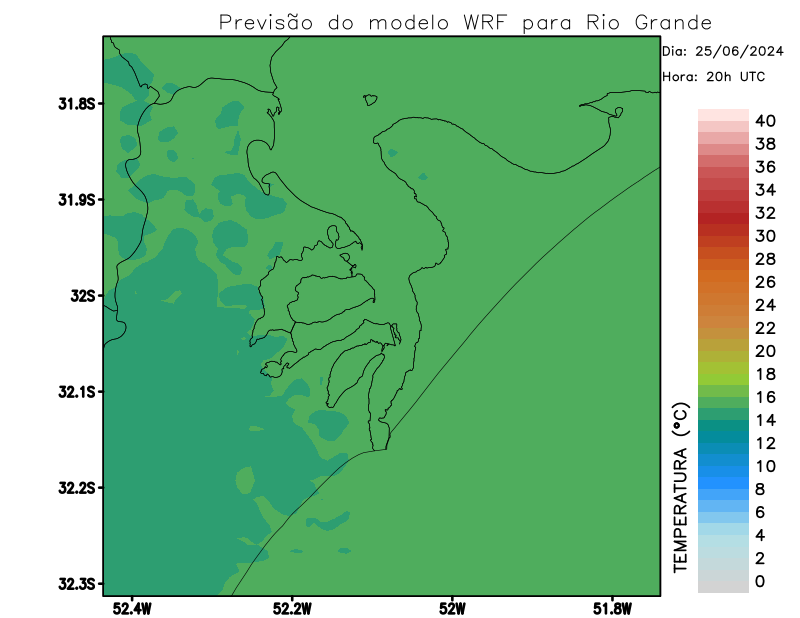 Previsão do modelo WRF para Rio Grande
Dia: 25/06/2024
Hora: 20h UTC
31.8S
31.9S
32S
32.1S
32.2S
32.3S
52.4W
52.2W
52W
51.8W
TEMPERATURA (°C)
40
38
36
34
32
30
28
26
24
22
20
18
16
14
12
10
8
6
4
2
0